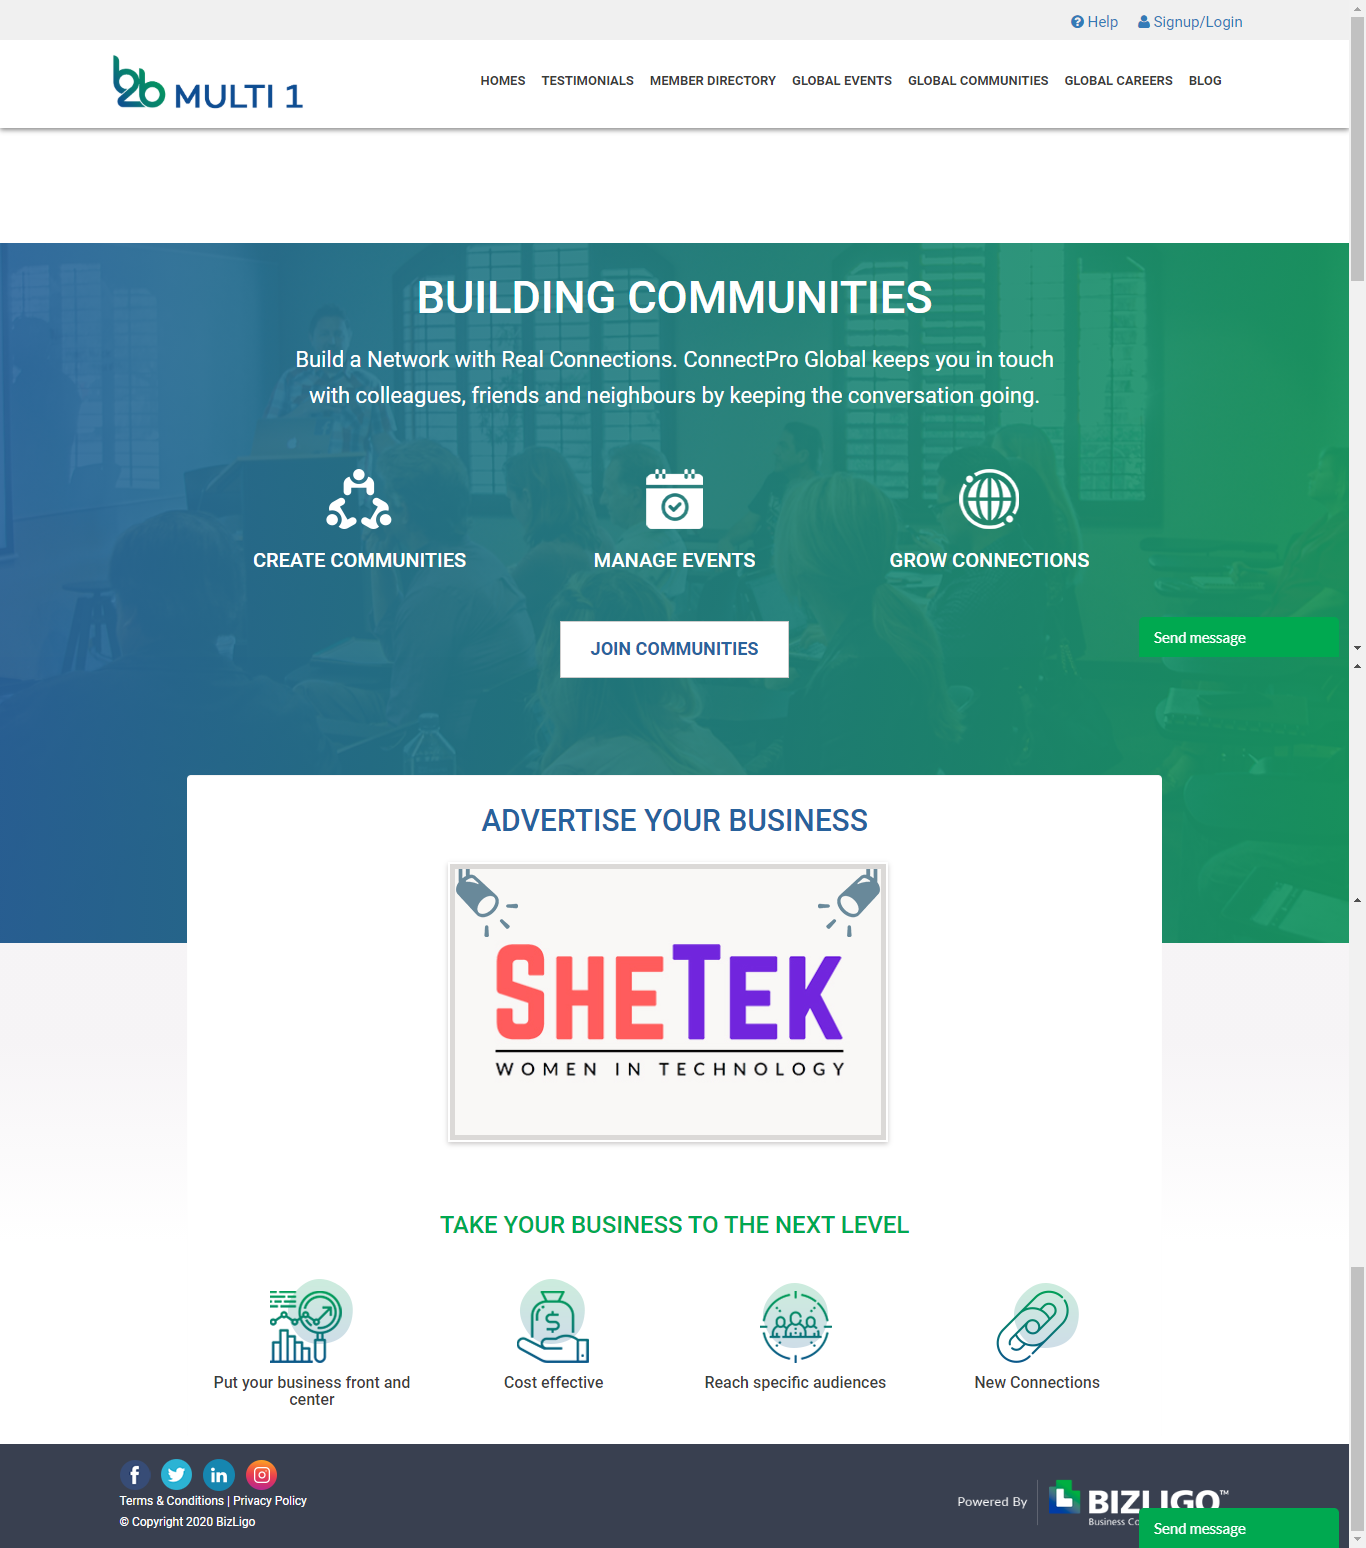 Help Signup/Login
b2b MULTI 1
HOMES TESTIMONIALS MEMBER DIRECTORY GLOBAL EVENTS GLOBAL COMMUNITIES GLOBAL CAREERS BLOG
BUILDING COMMUNITIES
Build a Network with Real Connections. ConnectPro Global keeps you in touch
with colleagues, friends and neighbours by keeping the conversation going.
CREATE COMMUNITIES MANAGE EVENTS GROW CONNECTIONS
JOIN COMMUNITIES
Send message
ADVERTISE YOUR BUSINESS
SHETEK
WOMEN IN TECHNOLOGY
TAKE YOUR BUSINESS TO THE NEXT LEVEL
Put your business front and
center
Cost effective
Reach specific audiences
New Connections
Terms & Conditions | Privacy Policy
© Copyright 2020 BizLigo
Powered By
BIZLIGO™
Business
Send message